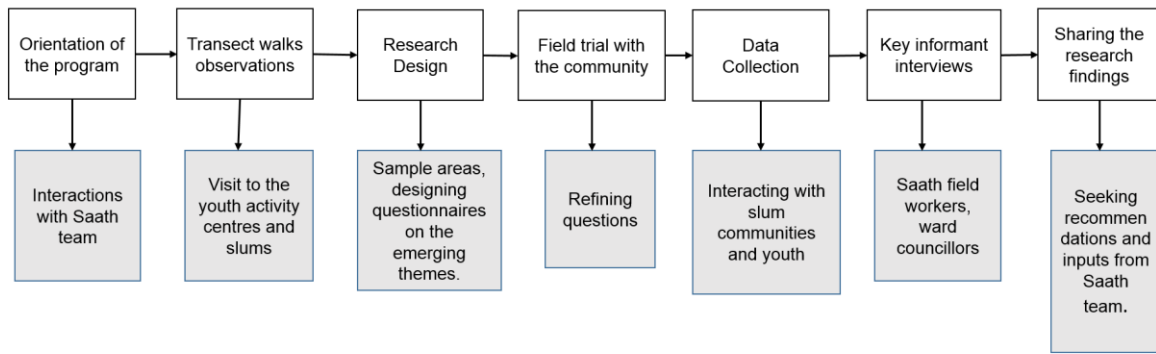 Orientation of
the program
Transect walks
observations
Research
Design
Field trial with
the community
Data
Collection
Key informant
interviews
Sharing the
research
findings
Interactions
with Saath
team
Visit to the
youth activity
centres and
slums
Sample areas,
designing
questionnaires
on the
emerging
themes.
Refining
questions
Interacting with
slum
communities
and youth
Saath field
workers,
ward
councillors
Seeking
recommen
dations and
inputs from
Saath
team.